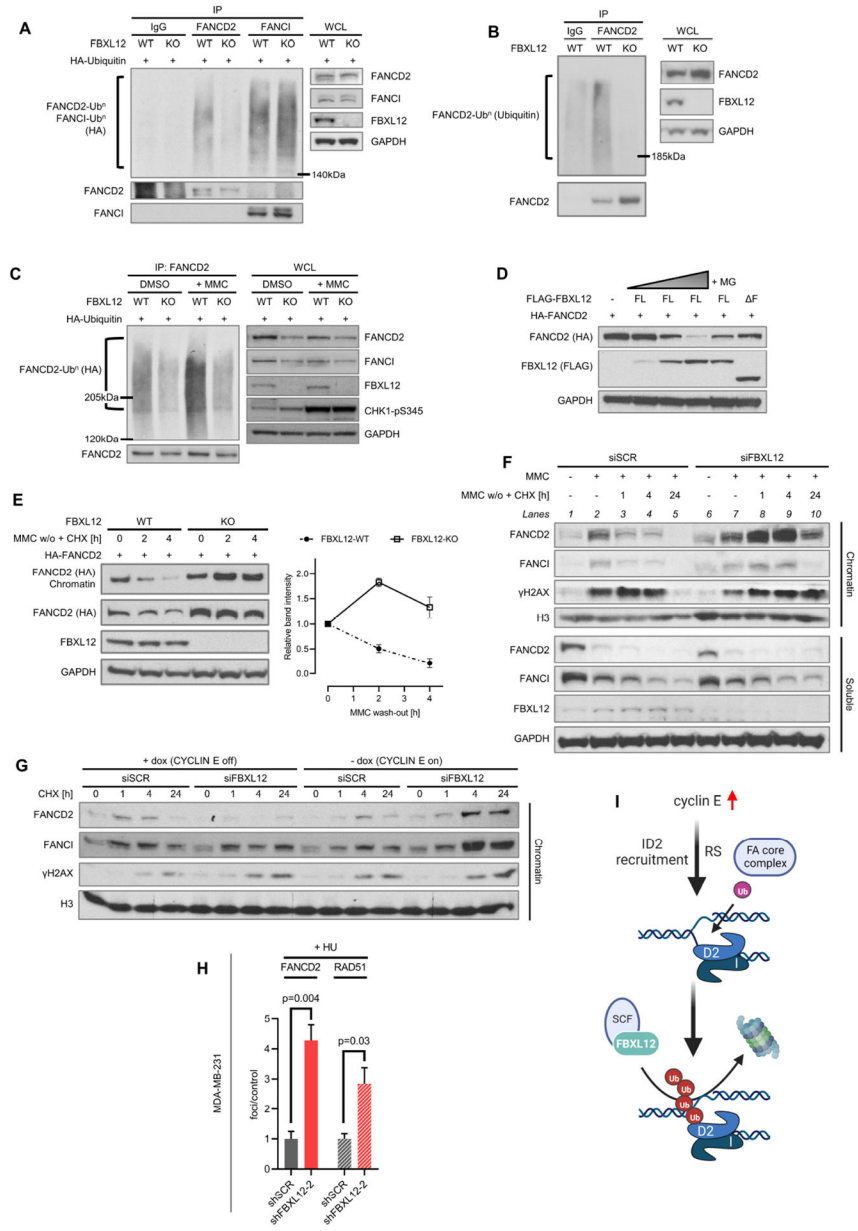 A
IP
IgG FANCD2 FANCI WCL
FBXL12 WT KO WT KO WT KO WT KO
HA-Ubiquitin + + + + + + + +
FANCD2-Ubⁿ
FANCI-Ubⁿ
(HA)
FANCD2
FANCI
FBXL12
GAPDH
140kDa
FANCD2
FANCI
B
IP
IgG FANCD2 WCL
FBXL12 WT WT KO WT KO
FANCD2-Ubⁿ (Ubiquitin)
FANCD2
FBXL12
GAPDH
185kDa
FANCD2
C
IP: FANCD2 WCL
DMSO + MMC DMSO + MMC
FBXL12 WT KO WT KO WT KO WT KO
HA-Ubiquitin + + + + + + + +
FANCD2-Ubⁿ (HA)
205kDa
120kDa
FANCD2
FANCD2
FANCI
FBXL12
CHK1-pS345
GAPDH
D
+ MG
FLAG-FBXL12 - FL FL FL FL ΔF
HA-FANCD2 + + + + + +
FANCD2 (HA)
FBXL12 (FLAG)
GAPDH
E
FBXL12 WT KO
MMC w/o + CHX [h] 0 2 4 0 2 4
HA-FANCD2 + + + + + +
FANCD2 (HA)
Chromatin
FANCD2 (HA)
FBXL12
GAPDH
FBXL12-WT FBXL12-KO
Relative band intensity
2.0
1.5
1.0
0.5
0.0
0 1 2 3 4
MMC wash-out [h]
F
siSCR siFBXL12
MMC - + + + + - + + + +
MMC w/o + CHX [h] - - 1 4 24 - - 1 4 24
Lanes 1 2 3 4 5 6 7 8 9 10
FANCD2
FANCI
γH2AX
H3
Chromatin
FANCD2
FANCI
FBXL12
GAPDH
Soluble
G
+ dox (CYCLIN E off) - dox (CYCLIN E on)
siSCR siFBXL12 siSCR siFBXL12
CHX [h] 0 1 4 24 0 1 4 24 0 1 4 24 0 1 4 24
FANCD2
FANCI
γH2AX
H3
Chromatin
H
MDA-MB-231
+ HU
FANCD2 RAD51
p=0.004
p=0.03
foci/control
5
4
3
2
1
0
shSCR
shFBXL12-2
shSCR
shFBXL12-2
I
cyclin E
ID2
recruitment
RS
FA core
complex
Ub
D2
I
SCF
FBXL12
Ub
Ub
Ub
Ub
D2
I